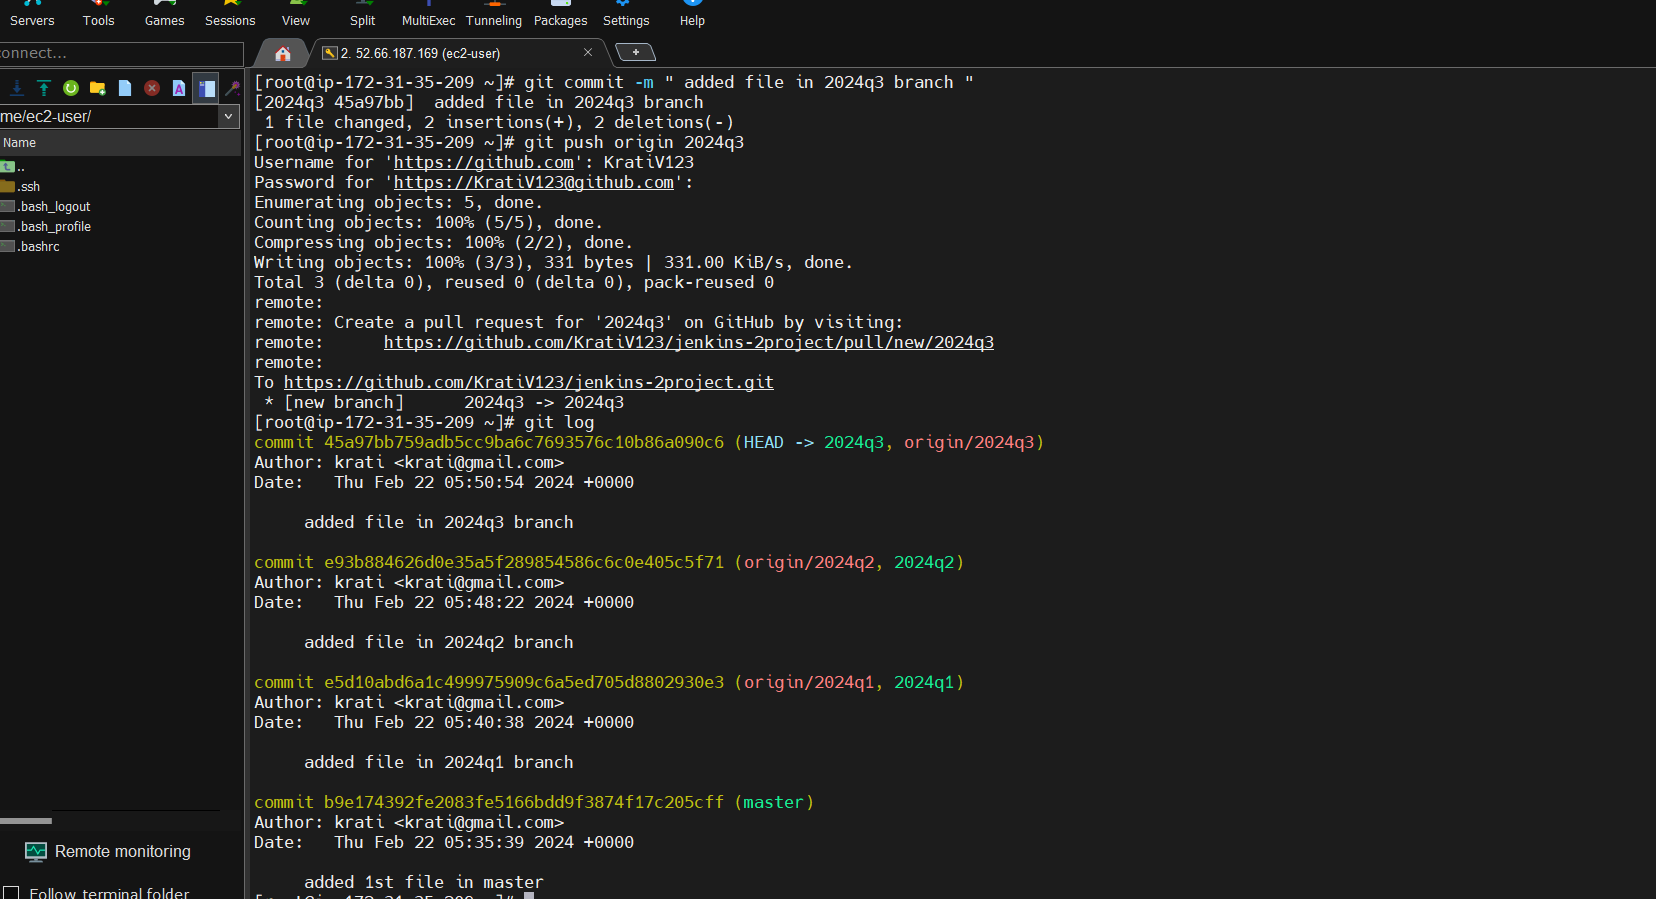 Servers Tools Games Sessions View Split MultiExec Tunneling Packages Settings Help
onnect...
2. 52.66.187.169 (ec2-user)
me/ec2-user/
Name
..
.ssh
.bash_logout
.bash_profile
.bashrc
Remote monitoring
Follow terminal folder
[root@ip-172-31-35-209 ~]# git commit -m " added file in 2024q3 branch "
[2024q3 45a97bb]  added file in 2024q3 branch
 1 file changed, 2 insertions(+), 2 deletions(-)
[root@ip-172-31-35-209 ~]# git push origin 2024q3
Username for 'https://github.com': KratiV123
Password for 'https://KratiV123@github.com':
Enumerating objects: 5, done.
Counting objects: 100% (5/5), done.
Compressing objects: 100% (2/2), done.
Writing objects: 100% (3/3), 331 bytes | 331.00 KiB/s, done.
Total 3 (delta 0), reused 0 (delta 0), pack-reused 0
remote:
remote: Create a pull request for '2024q3' on GitHub by visiting:
remote:      https://github.com/KratiV123/jenkins-2project/pull/new/2024q3
remote:
To https://github.com/KratiV123/jenkins-2project.git
 * [new branch]      2024q3 -> 2024q3
[root@ip-172-31-35-209 ~]# git log
commit 45a97bb759adb5cc9ba6c7693576c10b86a090c6 (HEAD -> 2024q3, origin/2024q3)
Author: krati <krati@gmail.com>
Date:   Thu Feb 22 05:50:54 2024 +0000
     added file in 2024q3 branch
commit e93b884626d0e35a5f289854586c6c0e405c5f71 (origin/2024q2, 2024q2)
Author: krati <krati@gmail.com>
Date:   Thu Feb 22 05:48:22 2024 +0000
     added file in 2024q2 branch
commit e5d10abd6a1c499975909c6a5ed705d8802930e3 (origin/2024q1, 2024q1)
Author: krati <krati@gmail.com>
Date:   Thu Feb 22 05:40:38 2024 +0000
     added file in 2024q1 branch
commit b9e174392fe2083fe5166bdd9f3874f17c205cff (master)
Author: krati <krati@gmail.com>
Date:   Thu Feb 22 05:35:39 2024 +0000
     added 1st file in master
[root@ip-172-31-35-209 ~]#